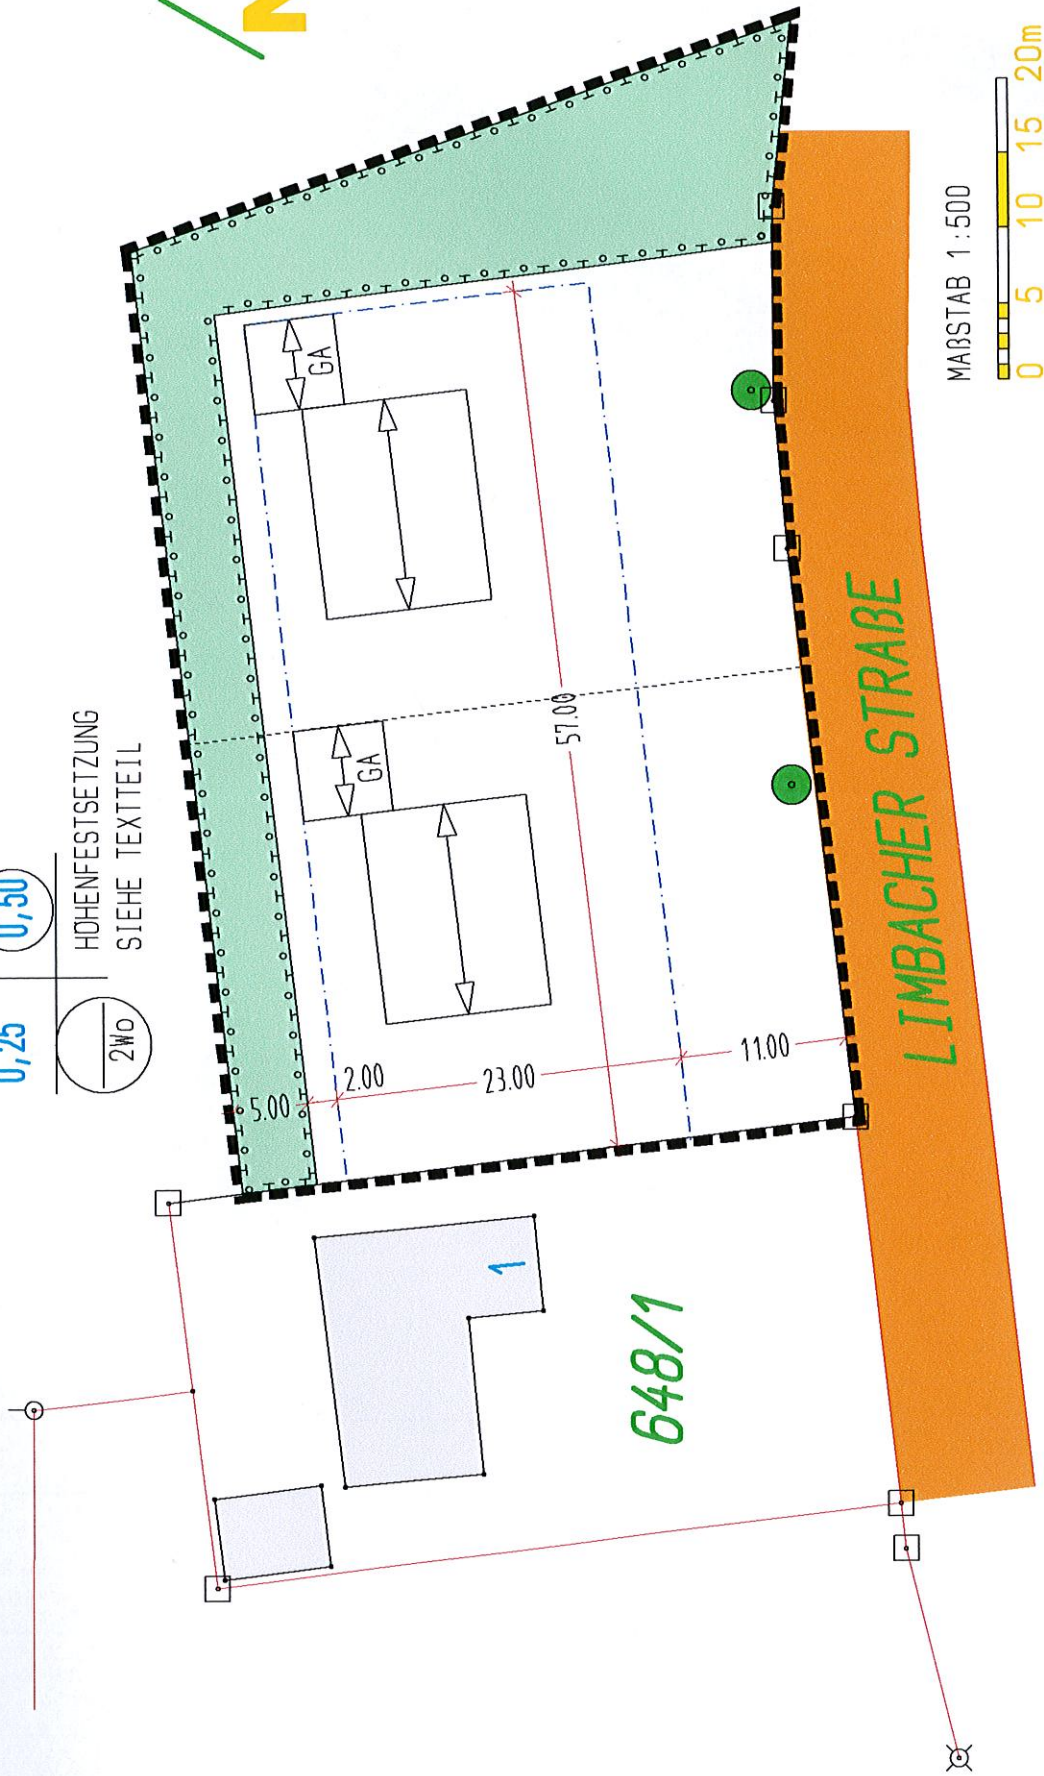 0,25
0,50
2Wo
HÖHENFESTSETZUNG
SIEHE TEXTTEIL
GA
GA
5.00
2.00
23.00
11.00
57.00
1
648/1
LIMBACHER STRAßE
MAßSTAB 1:500
0 5 10 15 20m